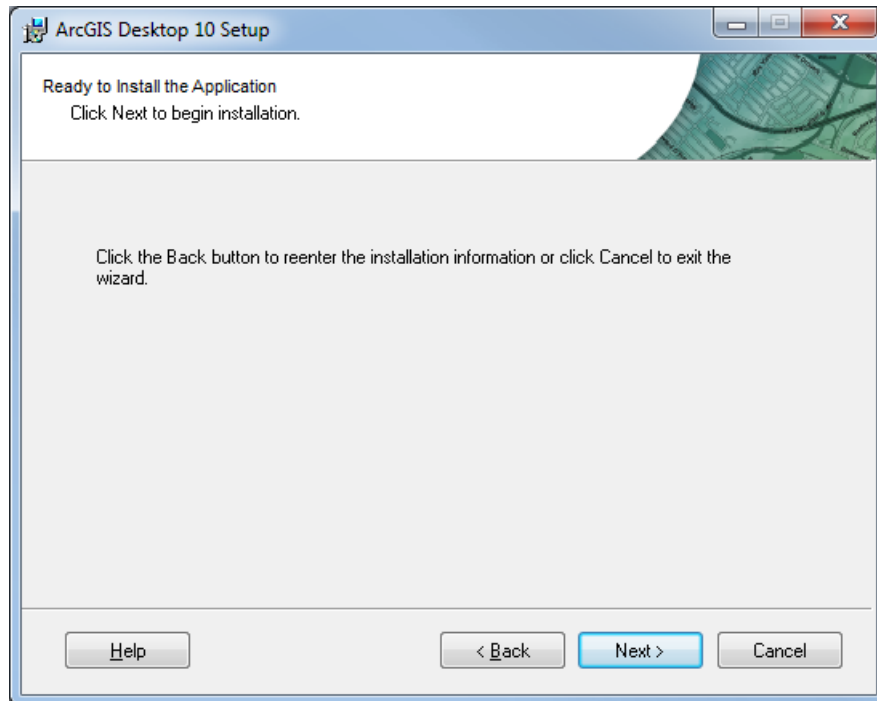 ArcGIS Desktop 10 Setup
Ready to Install the Application
Click Next to begin installation.
Click the Back button to reenter the installation information or click Cancel to exit the
wizard.
Help
< Back
Next >
Cancel